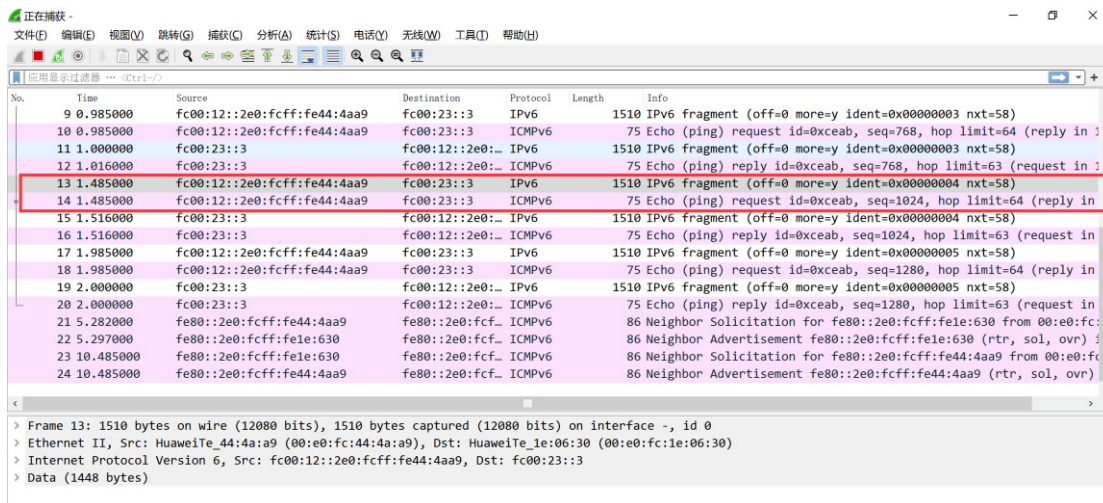 正在捕获 -
文件(F) 编辑(E) 视图(V) 跳转(G) 捕获(C) 分析(A) 统计(S) 电话(Y) 无线(W) 工具(T) 帮助(H)
应用显示过滤器 … <Ctrl-/>
No. Time Source Destination Protocol Length Info
9 0.985000 fc00:12::2e0:fcff:fe44:4aa9 fc00:23::3 IPv6 1510 IPv6 fragment (off=0 more=y ident=0x00000003 nxt=58)
10 0.985000 fc00:12::2e0:fcff:fe44:4aa9 fc00:23::3 ICMPv6 75 Echo (ping) request id=0xceab, seq=768, hop limit=64 (reply in 1
11 1.000000 fc00:23::3 fc00:12::2e0:… IPv6 1510 IPv6 fragment (off=0 more=y ident=0x00000003 nxt=58)
12 1.016000 fc00:23::3 fc00:12::2e0:… ICMPv6 75 Echo (ping) reply id=0xceab, seq=768, hop limit=63 (request in 1
13 1.485000 fc00:12::2e0:fcff:fe44:4aa9 fc00:23::3 IPv6 1510 IPv6 fragment (off=0 more=y ident=0x00000004 nxt=58)
14 1.485000 fc00:12::2e0:fcff:fe44:4aa9 fc00:23::3 ICMPv6 75 Echo (ping) request id=0xceab, seq=1024, hop limit=64 (reply in
15 1.516000 fc00:23::3 fc00:12::2e0:… IPv6 1510 IPv6 fragment (off=0 more=y ident=0x00000004 nxt=58)
16 1.516000 fc00:23::3 fc00:12::2e0:… ICMPv6 75 Echo (ping) reply id=0xceab, seq=1024, hop limit=63 (request in
17 1.985000 fc00:12::2e0:fcff:fe44:4aa9 fc00:23::3 IPv6 1510 IPv6 fragment (off=0 more=y ident=0x00000005 nxt=58)
18 1.985000 fc00:12::2e0:fcff:fe44:4aa9 fc00:23::3 ICMPv6 75 Echo (ping) request id=0xceab, seq=1280, hop limit=64 (reply in
19 2.000000 fc00:23::3 fc00:12::2e0:… IPv6 1510 IPv6 fragment (off=0 more=y ident=0x00000005 nxt=58)
20 2.000000 fc00:23::3 fc00:12::2e0:… ICMPv6 75 Echo (ping) reply id=0xceab, seq=1280, hop limit=63 (request in
21 5.282000 fe80::2e0:fcff:fe44:4aa9 fe80::2e0:fcf… ICMPv6 86 Neighbor Solicitation for fe80::2e0:fcff:fe1e:630 from 00:e0:fc:
22 5.297000 fe80::2e0:fcff:fe1e:630 fe80::2e0:fcf… ICMPv6 86 Neighbor Advertisement fe80::2e0:fcff:fe1e:630 (rtr, sol, ovr) i
23 10.485000 fe80::2e0:fcff:fe1e:630 fe80::2e0:fcf… ICMPv6 86 Neighbor Solicitation for fe80::2e0:fcff:fe44:4aa9 from 00:e0:fc
24 10.485000 fe80::2e0:fcff:fe44:4aa9 fe80::2e0:fcf… ICMPv6 86 Neighbor Advertisement fe80::2e0:fcff:fe44:4aa9 (rtr, sol, ovr)
> Frame 13: 1510 bytes on wire (12080 bits), 1510 bytes captured (12080 bits) on interface -, id 0
> Ethernet II, Src: HuaweiTe_44:4a:a9 (00:e0:fc:44:4a:a9), Dst: HuaweiTe_1e:06:30 (00:e0:fc:1e:06:30)
> Internet Protocol Version 6, Src: fc00:12::2e0:fcff:fe44:4aa9, Dst: fc00:23::3
> Data (1448 bytes)